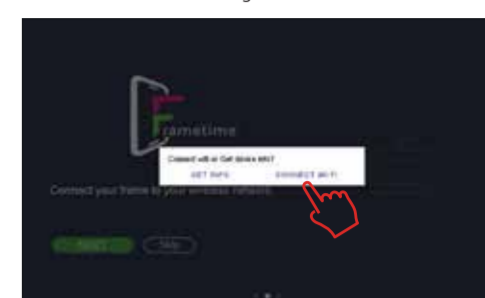 Frametime
Connect wifi or Get device INFO?
GET INFO CONNECT WI-FI
Connect your frame to your wireless network
Skip